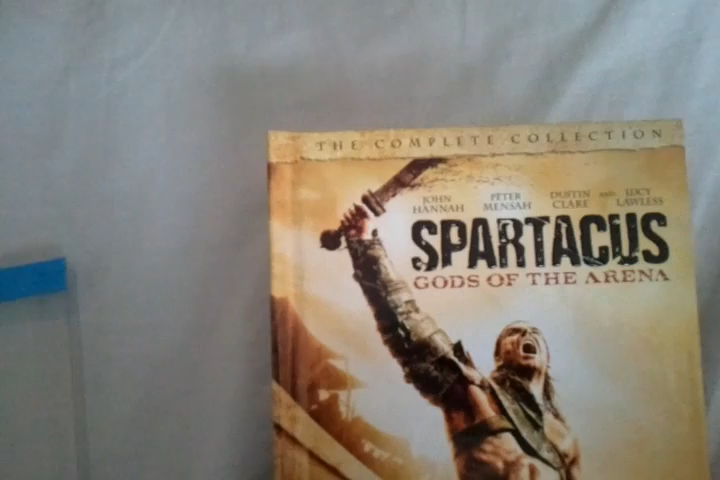 THE COMPLETE COLLECTION
JOHN HANNAH PETER MENSAH DUSTIN CLARE AND LUCY LAWLESS
SPARTACUS
GODS OF THE ARENA